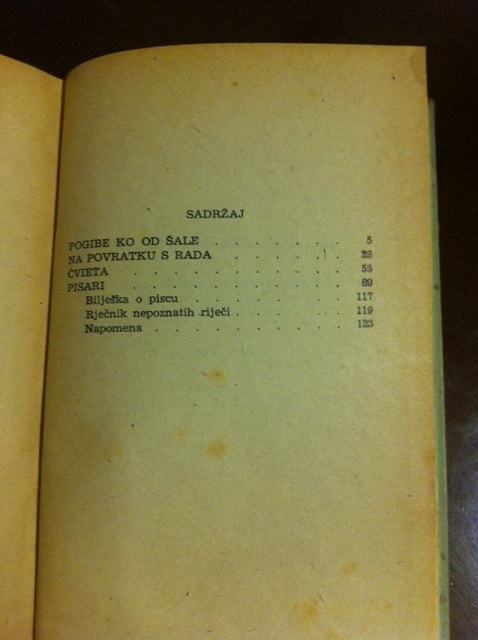 SADRŽAJ
POGIBE KO OD ŠALE . . . . . . . 5
NA POVRATKU S RADA . . . . . . 23
ČVIETA . . . . . . . . . . 53
PISARI . . . . . . . . . . 89
Bilješka o piscu . . . . . . . 117
Rječnik nepoznatih riječi . . . . . 119
Napomena . . . . . . . . . 123